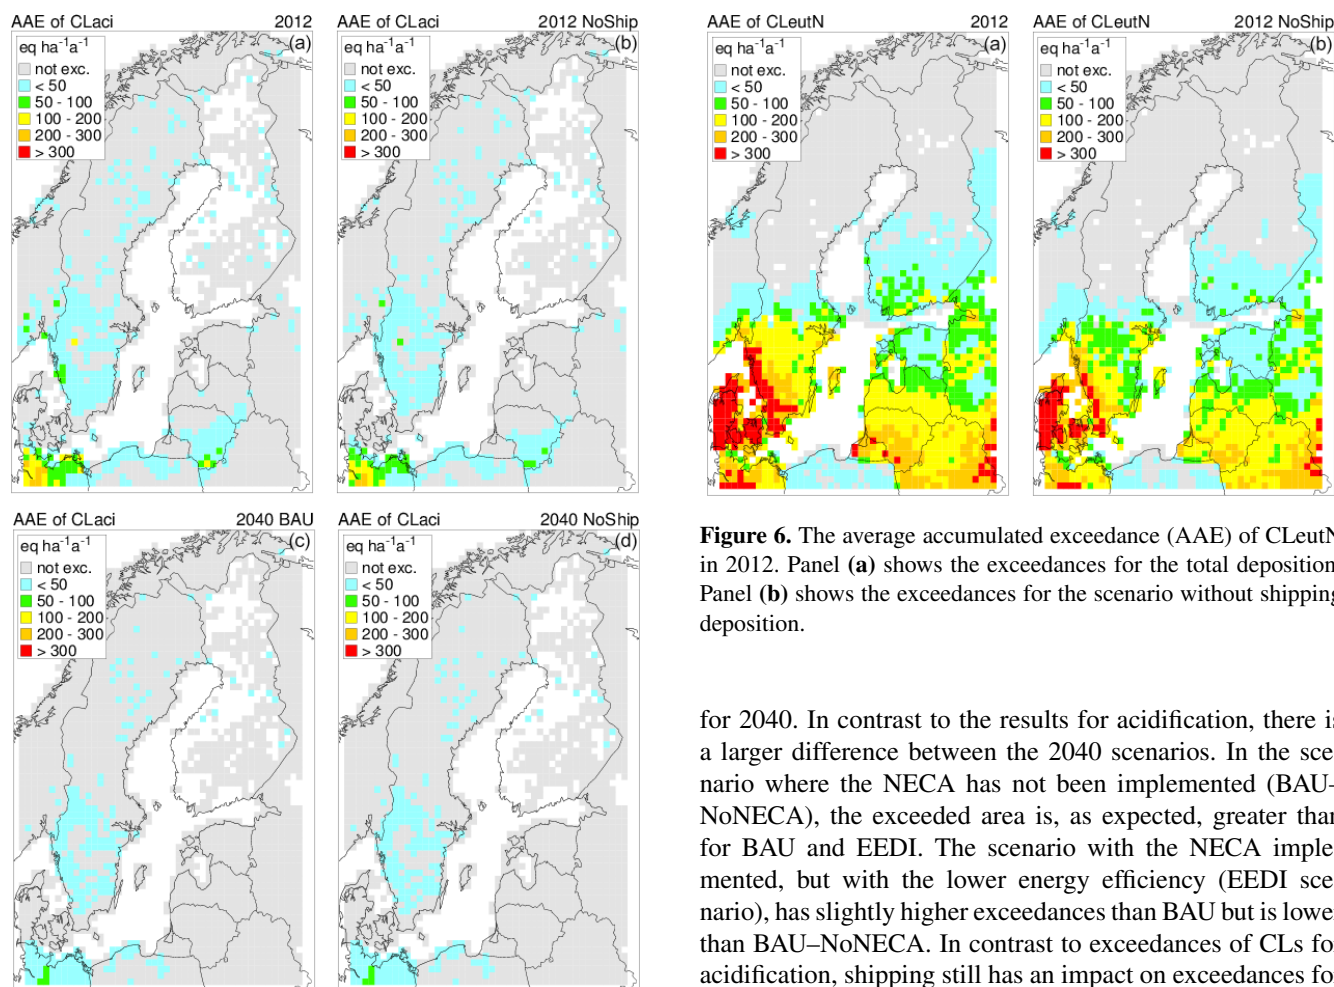 AAE of CLaci 2012
(a)
eq ha⁻¹a⁻¹
not exc.
< 50
50 - 100
100 - 200
200 - 300
> 300
AAE of CLaci 2012 NoShip
(b)
eq ha⁻¹a⁻¹
not exc.
< 50
50 - 100
100 - 200
200 - 300
> 300
AAE of CLaci 2040 BAU
(c)
eq ha⁻¹a⁻¹
not exc.
< 50
50 - 100
100 - 200
200 - 300
> 300
AAE of CLaci 2040 NoShip
(d)
eq ha⁻¹a⁻¹
not exc.
< 50
50 - 100
100 - 200
200 - 300
> 300
AAE of CLeutN 2012
(a)
eq ha⁻¹a⁻¹
not exc.
< 50
50 - 100
100 - 200
200 - 300
> 300
AAE of CLeutN 2012 NoShip
(b)
eq ha⁻¹a⁻¹
not exc.
< 50
50 - 100
100 - 200
200 - 300
> 300
Figure 6. The average accumulated exceedance (AAE) of CLeutN
in 2012. Panel (a) shows the exceedances for the total deposition
Panel (b) shows the exceedances for the scenario without shipping
deposition.
for 2040. In contrast to the results for acidification, there is
a larger difference between the 2040 scenarios. In the sce
nario where the NECA has not been implemented (BAU–
NoNECA), the exceeded area is, as expected, greater than
for BAU and EEDI. The scenario with the NECA imple
mented, but with the lower energy efficiency (EEDI sce
nario), has slightly higher exceedances than BAU but is lower
than BAU–NoNECA. In contrast to exceedances of CLs fo
acidification, shipping still has an impact on exceedances fo